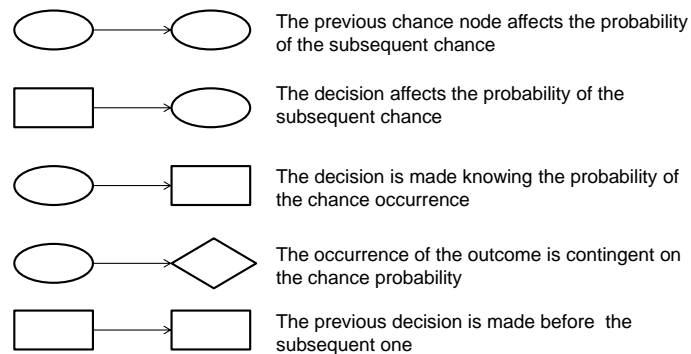 The previous chance node affects the probability
of the subsequent chance
The decision affects the probability of the
subsequent chance
The decision is made knowing the probability of
the chance occurrence
The occurrence of the outcome is contingent on
the chance probability
The previous decision is made before  the
subsequent one